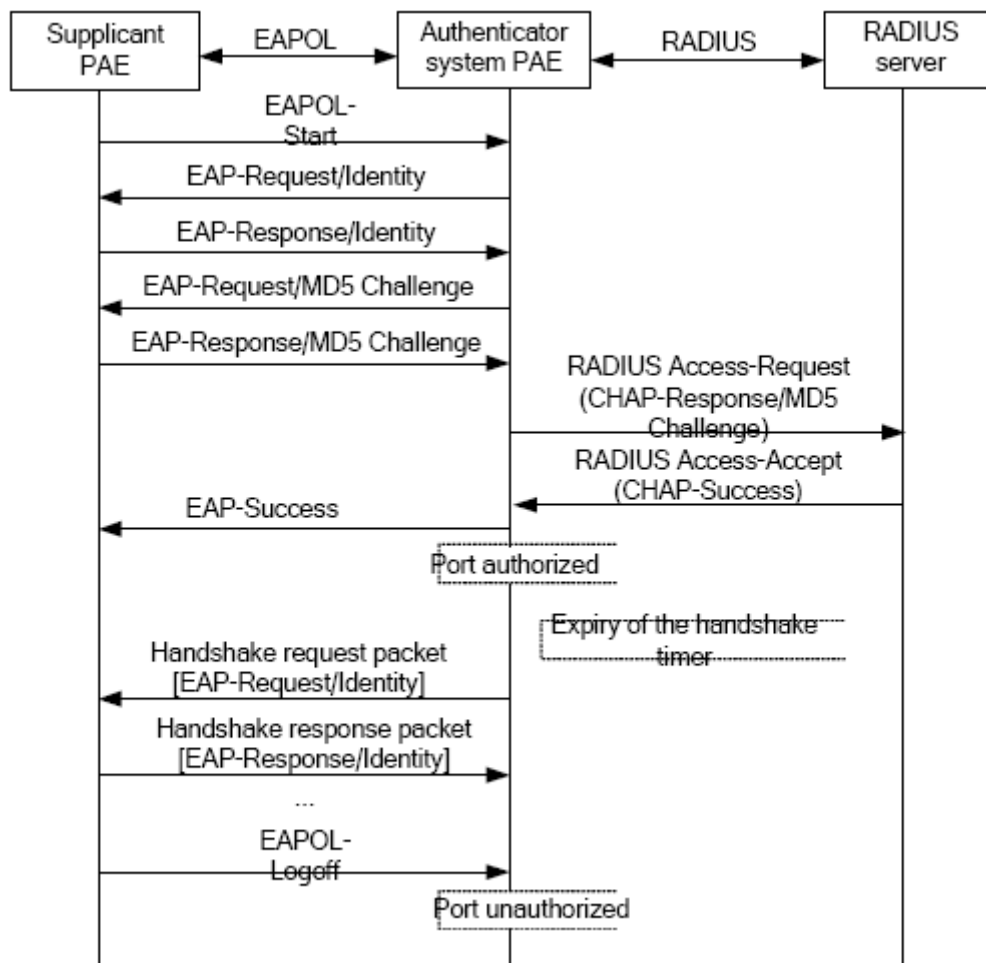 Supplicant
PAE
EAPOL
Authenticator
system PAE
RADIUS
RADIUS
server
EAPOL-
Start
EAP-Request/Identity
EAP-Response/Identity
EAP-Request/MD5 Challenge
EAP-Response/MD5 Challenge
RADIUS Access-Request
(CHAP-Response/MD5
Challenge)
RADIUS Access-Accept
(CHAP-Success)
EAP-Success
Port authorized
Expiry of the handshake
timer
Handshake request packet
[EAP-Request/Identity]
Handshake response packet
[EAP-Response/Identity]
...
EAPOL-
Logoff
Port unauthorized